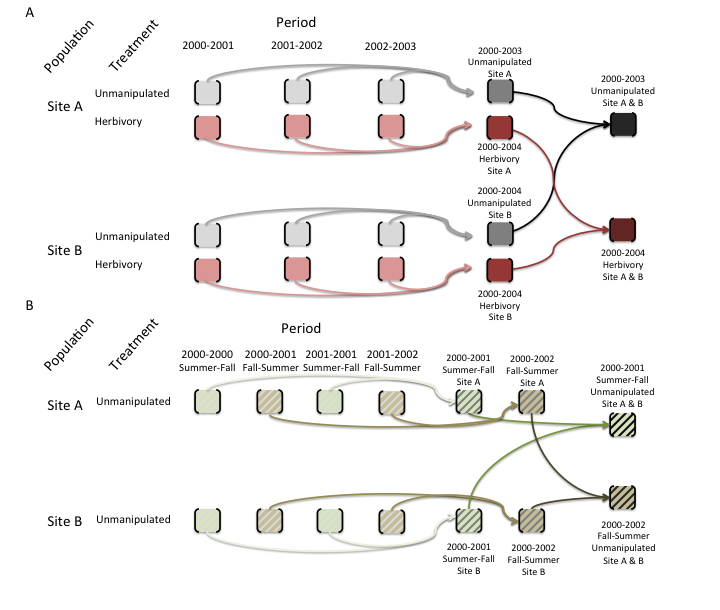 A
Period
Population
Treatment
2000-2001
2001-2002
2002-2003
2000-2003
Unmanipulated
Site A
2000-2003
Unmanipulated
Site A & B
Site A
Unmanipulated
Herbivory
2000-2004
Herbivory
Site A
2000-2004
Unmanipulated
Site B
Site B
Unmanipulated
Herbivory
2000-2004
Herbivory
Site A & B
2000-2004
Herbivory
Site B
B
Period
Population
Treatment
2000-2000
Summer-Fall
2000-2001
Fall-Summer
2001-2001
Summer-Fall
2001-2002
Fall-Summer
2000-2001
Summer-Fall
Site A
2000-2002
Fall-Summer
Site A
2000-2001
Summer-Fall
Unmanipulated
Site A & B
Site A
Unmanipulated
Site B
Unmanipulated
2000-2001
Summer-Fall
Site B
2000-2002
Fall-Summer
Site B
2000-2002
Fall-Summer
Unmanipulated
Site A & B